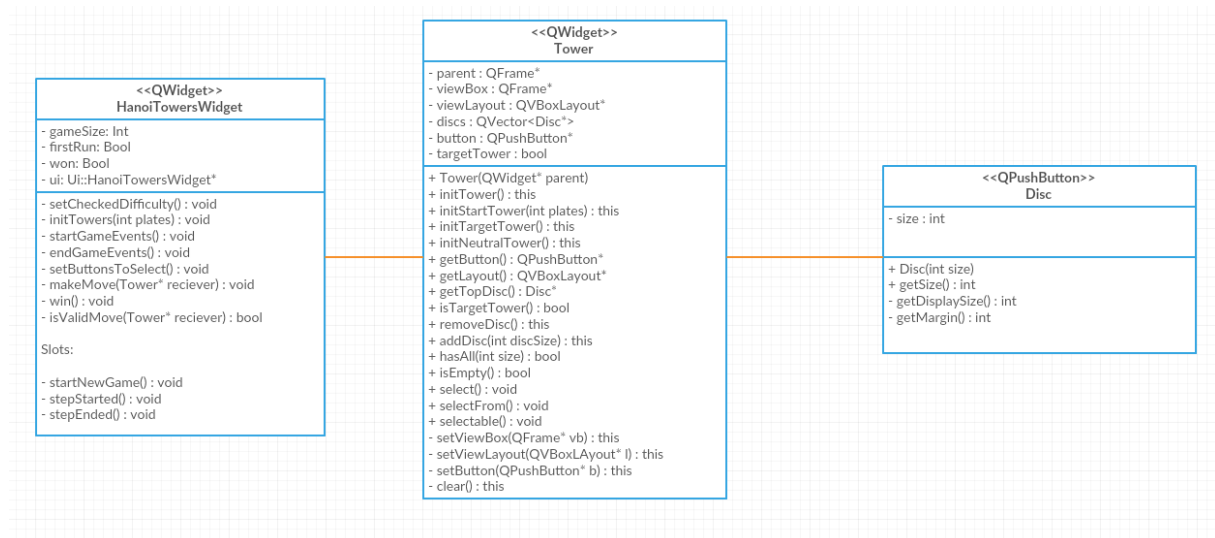 <<QWidget>>
HanoiTowersWidget
- gameSize: Int
- firstRun: Bool
- won: Bool
- ui: Ui::HanoiTowersWidget*
- setCheckedDifficulty() : void
- initTowers(int plates) : void
- startGameEvents() : void
- endGameEvents() : void
- setButtonsToSelect() : void
- makeMove(Tower* reciever) : void
- win() : void
- isValidMove(Tower* reciever) : bool
Slots:
- startNewGame() : void
- stepStarted() : void
- stepEnded() : void
<<QWidget>>
Tower
- parent : QFrame*
- viewBox : QFrame*
- viewLayout : QVBoxLayout*
- discs : QVector<Disc*>
- button : QPushButton*
- targetTower : bool
+ Tower(QWidget* parent)
+ initTower() : this
+ initStartTower(int plates) : this
+ initTargetTower() : this
+ initNeutralTower() : this
+ getButton() : QPushButton*
+ getLayout() : QVBoxLayout*
+ getTopDisc() : Disc*
+ isTargetTower() : bool
+ removeDisc() : this
+ addDisc(int discSize) : this
+ hasAll(int size) : bool
+ isEmpty() : bool
+ select() : void
+ selectFrom() : void
+ selectable() : void
- setViewBox(QFrame* vb) : this
- setViewLayout(QVBoxLAyout* l) : this
- setButton(QPushButton* b) : this
- clear() : this
<<QPushButton>>
Disc
- size : int
+ Disc(int size)
+ getSize() : int
- getDisplaySize() : int
- getMargin() : int